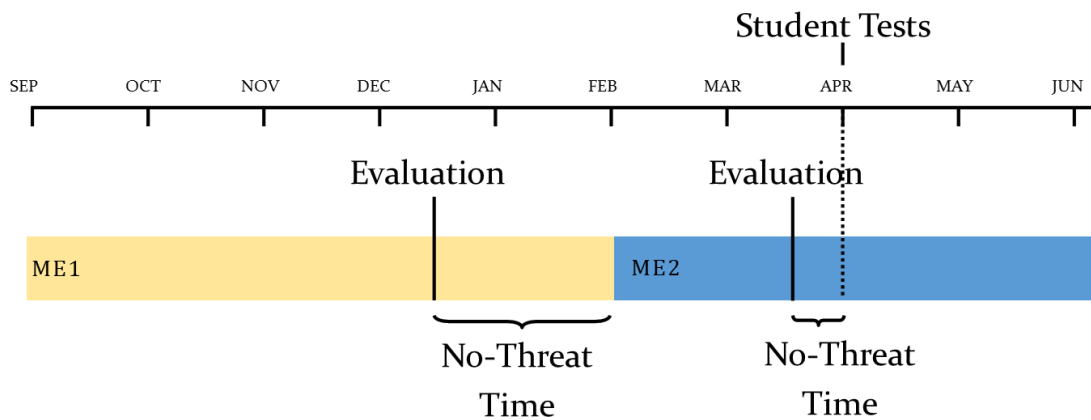 Student Tests
SEP OCT NOV DEC JAN FEB MAR APR MAY JUN
Evaluation Evaluation
ME1 ME2
No-Threat No-Threat
Time Time